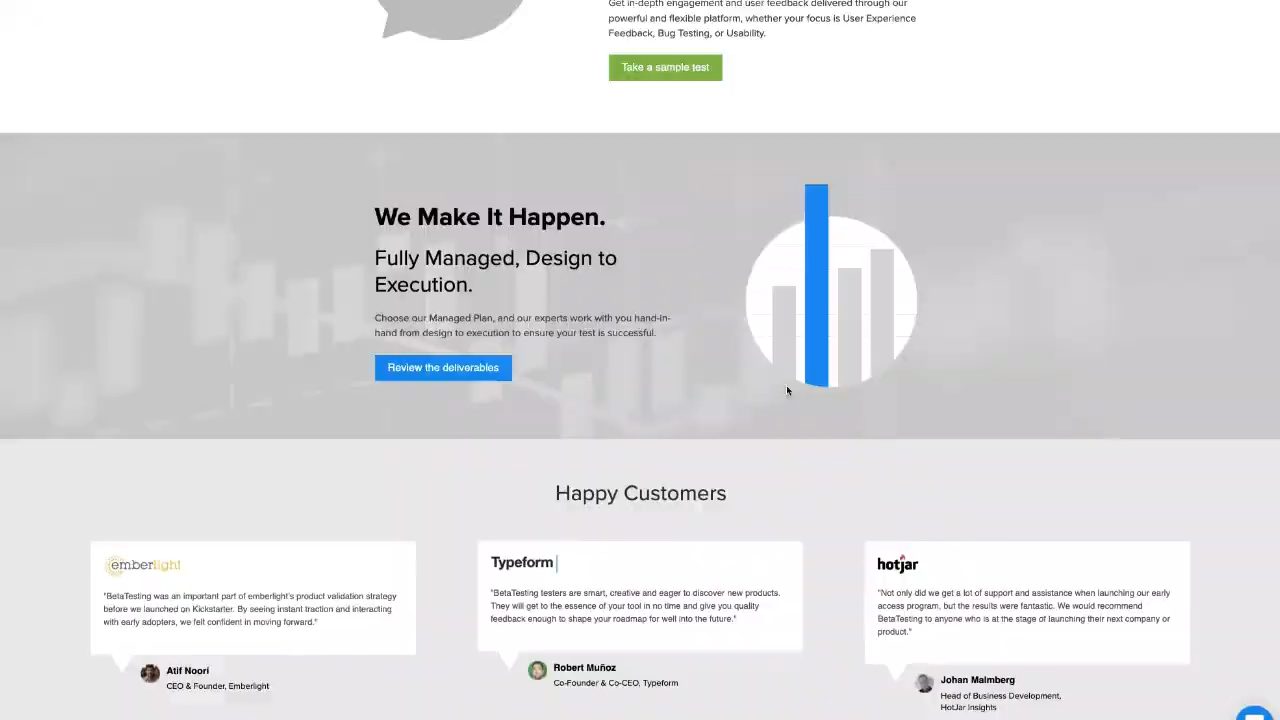 Get in-depth engagement and user feedback delivered through our
powerful and flexible platform, whether your focus is User Experience
Feedback, Bug Testing, or Usability.
Take a sample test
We Make It Happen.
Fully Managed, Design to
Execution.
Choose our Managed Plan, and our experts work with you hand-in-
hand from design to execution to ensure your test is successful.
Review the deliverables
Happy Customers
emberlight
"BetaTesting was an important part of emberlight's product validation strategy
before we launched on Kickstarter. By seeing instant traction and interacting
with early adopters, we felt confident in moving forward."
Atif Noori
CEO & Founder, Emberlight
Typeform
"BetaTesting testers are smart, creative and eager to discover new products.
They will get to the essence of your tool in no time and give you quality
feedback enough to shape your roadmap for well into the future."
Robert Muñoz
Co-Founder & Co-CEO, Typeform
hotjar
"Not only did we get a lot of support and assistance when launching our early
access program, but the results were fantastic. We would recommend
BetaTesting to anyone who is at the stage of launching their next company or
product."
Johan Malmberg
Head of Business Development,
HotJar Insights